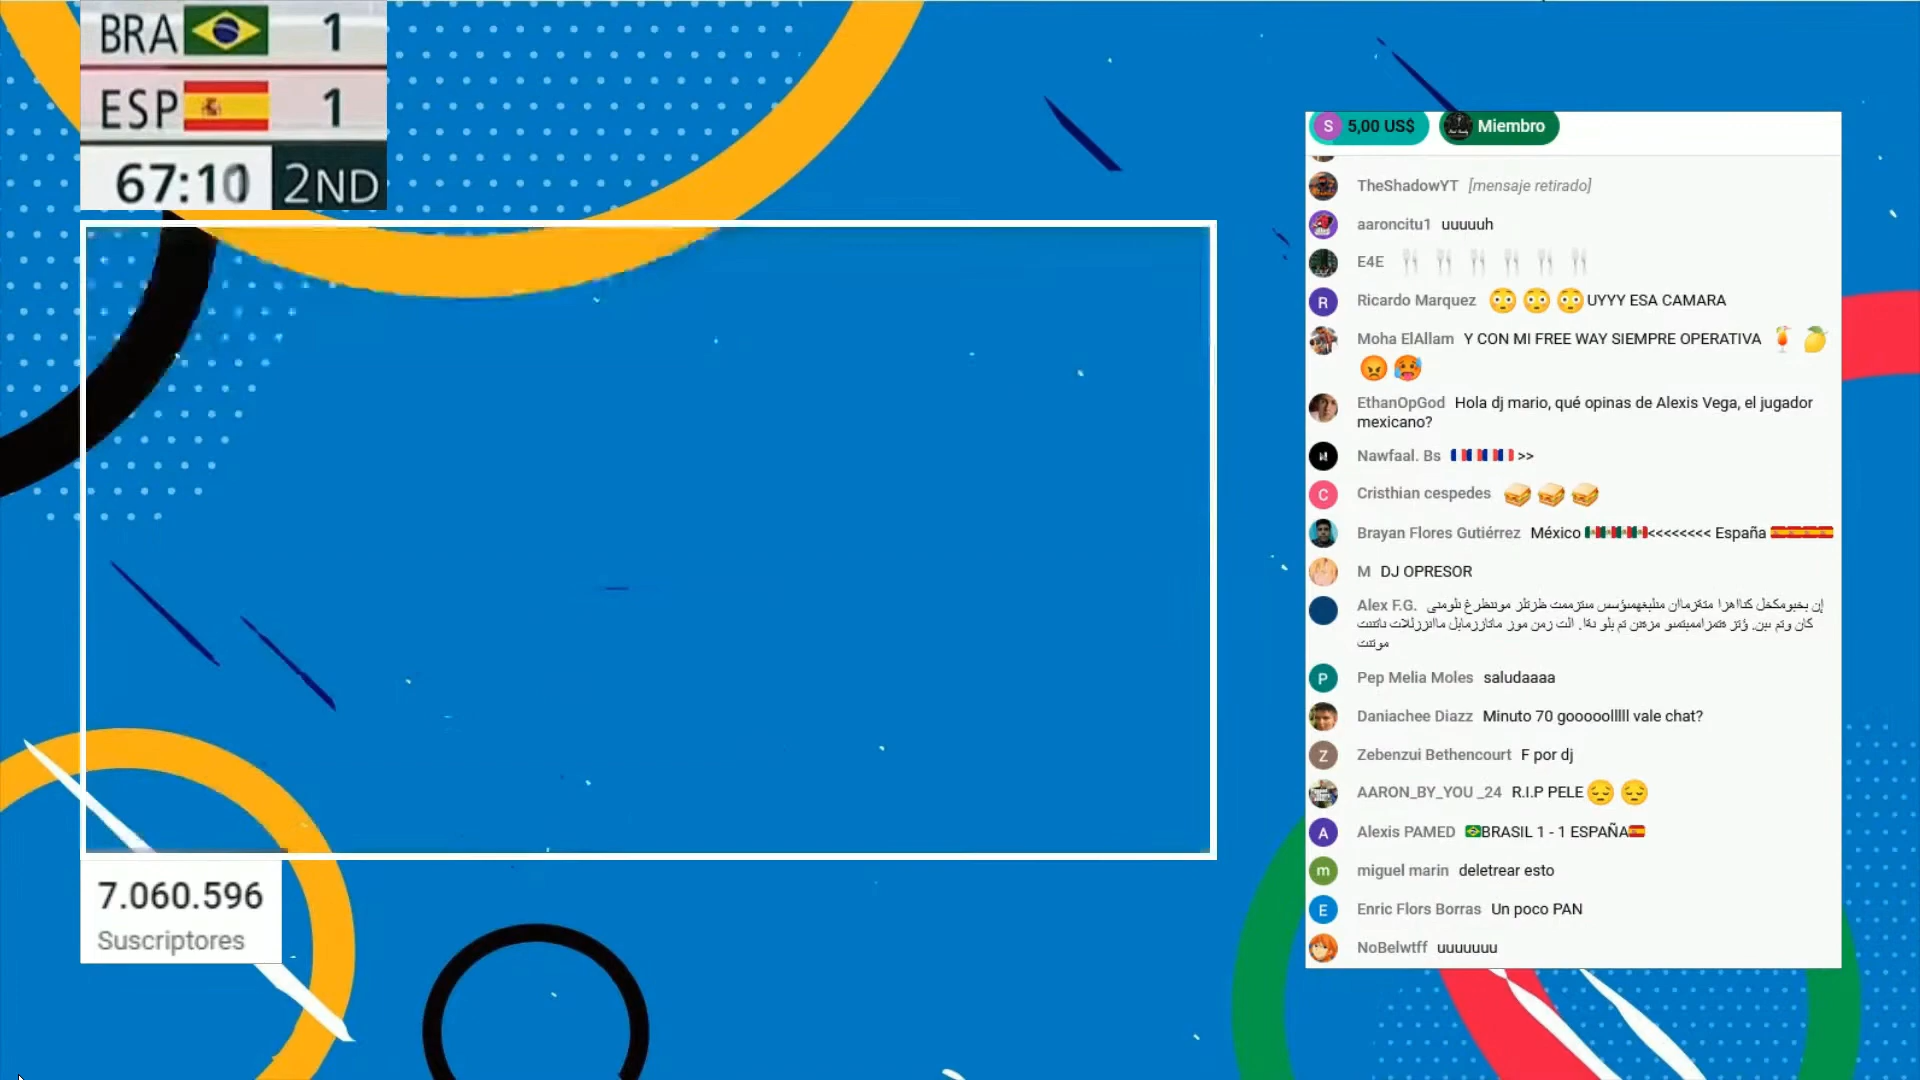 BRA 1
ESP 1
67:10 2ND
S 5,00 US$ Miembro
TheShadowYT [mensaje retirado]
aaroncitu1 uuuuuh
E4E 🍴 🍴 🍴 🍴 🍴 🍴
R Ricardo Marquez 😳 😳 😳 UYYY ESA CAMARA
Moha ElAllam Y CON MI FREE WAY SIEMPRE OPERATIVA 🍹 🍋
😡 🥵
EthanOpGod Hola dj mario, qué opinas de Alexis Vega, el jugador
mexicano?
Nawfaal. Bs 🇫🇷🇫🇷🇫🇷 >>
C Cristhian cespedes 🥪 🥪 🥪
Brayan Flores Gutiérrez México 🇲🇽🇲🇽🇲🇽🇲🇽<<<<<<<< España 🇪🇸🇪🇸🇪🇸🇪🇸
M DJ OPRESOR
Alex F.G.
P Pep Melia Moles saludaaaa
Daniachee Diazz Minuto 70 gooooolllll vale chat?
Z Zebenzui Bethencourt F por dj
AARON_BY_YOU _24 R.I.P PELE 😔 😔
A Alexis PAMED 🇧🇷BRASIL 1 - 1 ESPAÑA🇪🇸
m miguel marin deletrear esto
E Enric Flors Borras Un poco PAN
NoBelwtff uuuuuuu
7.060.596
Suscriptores